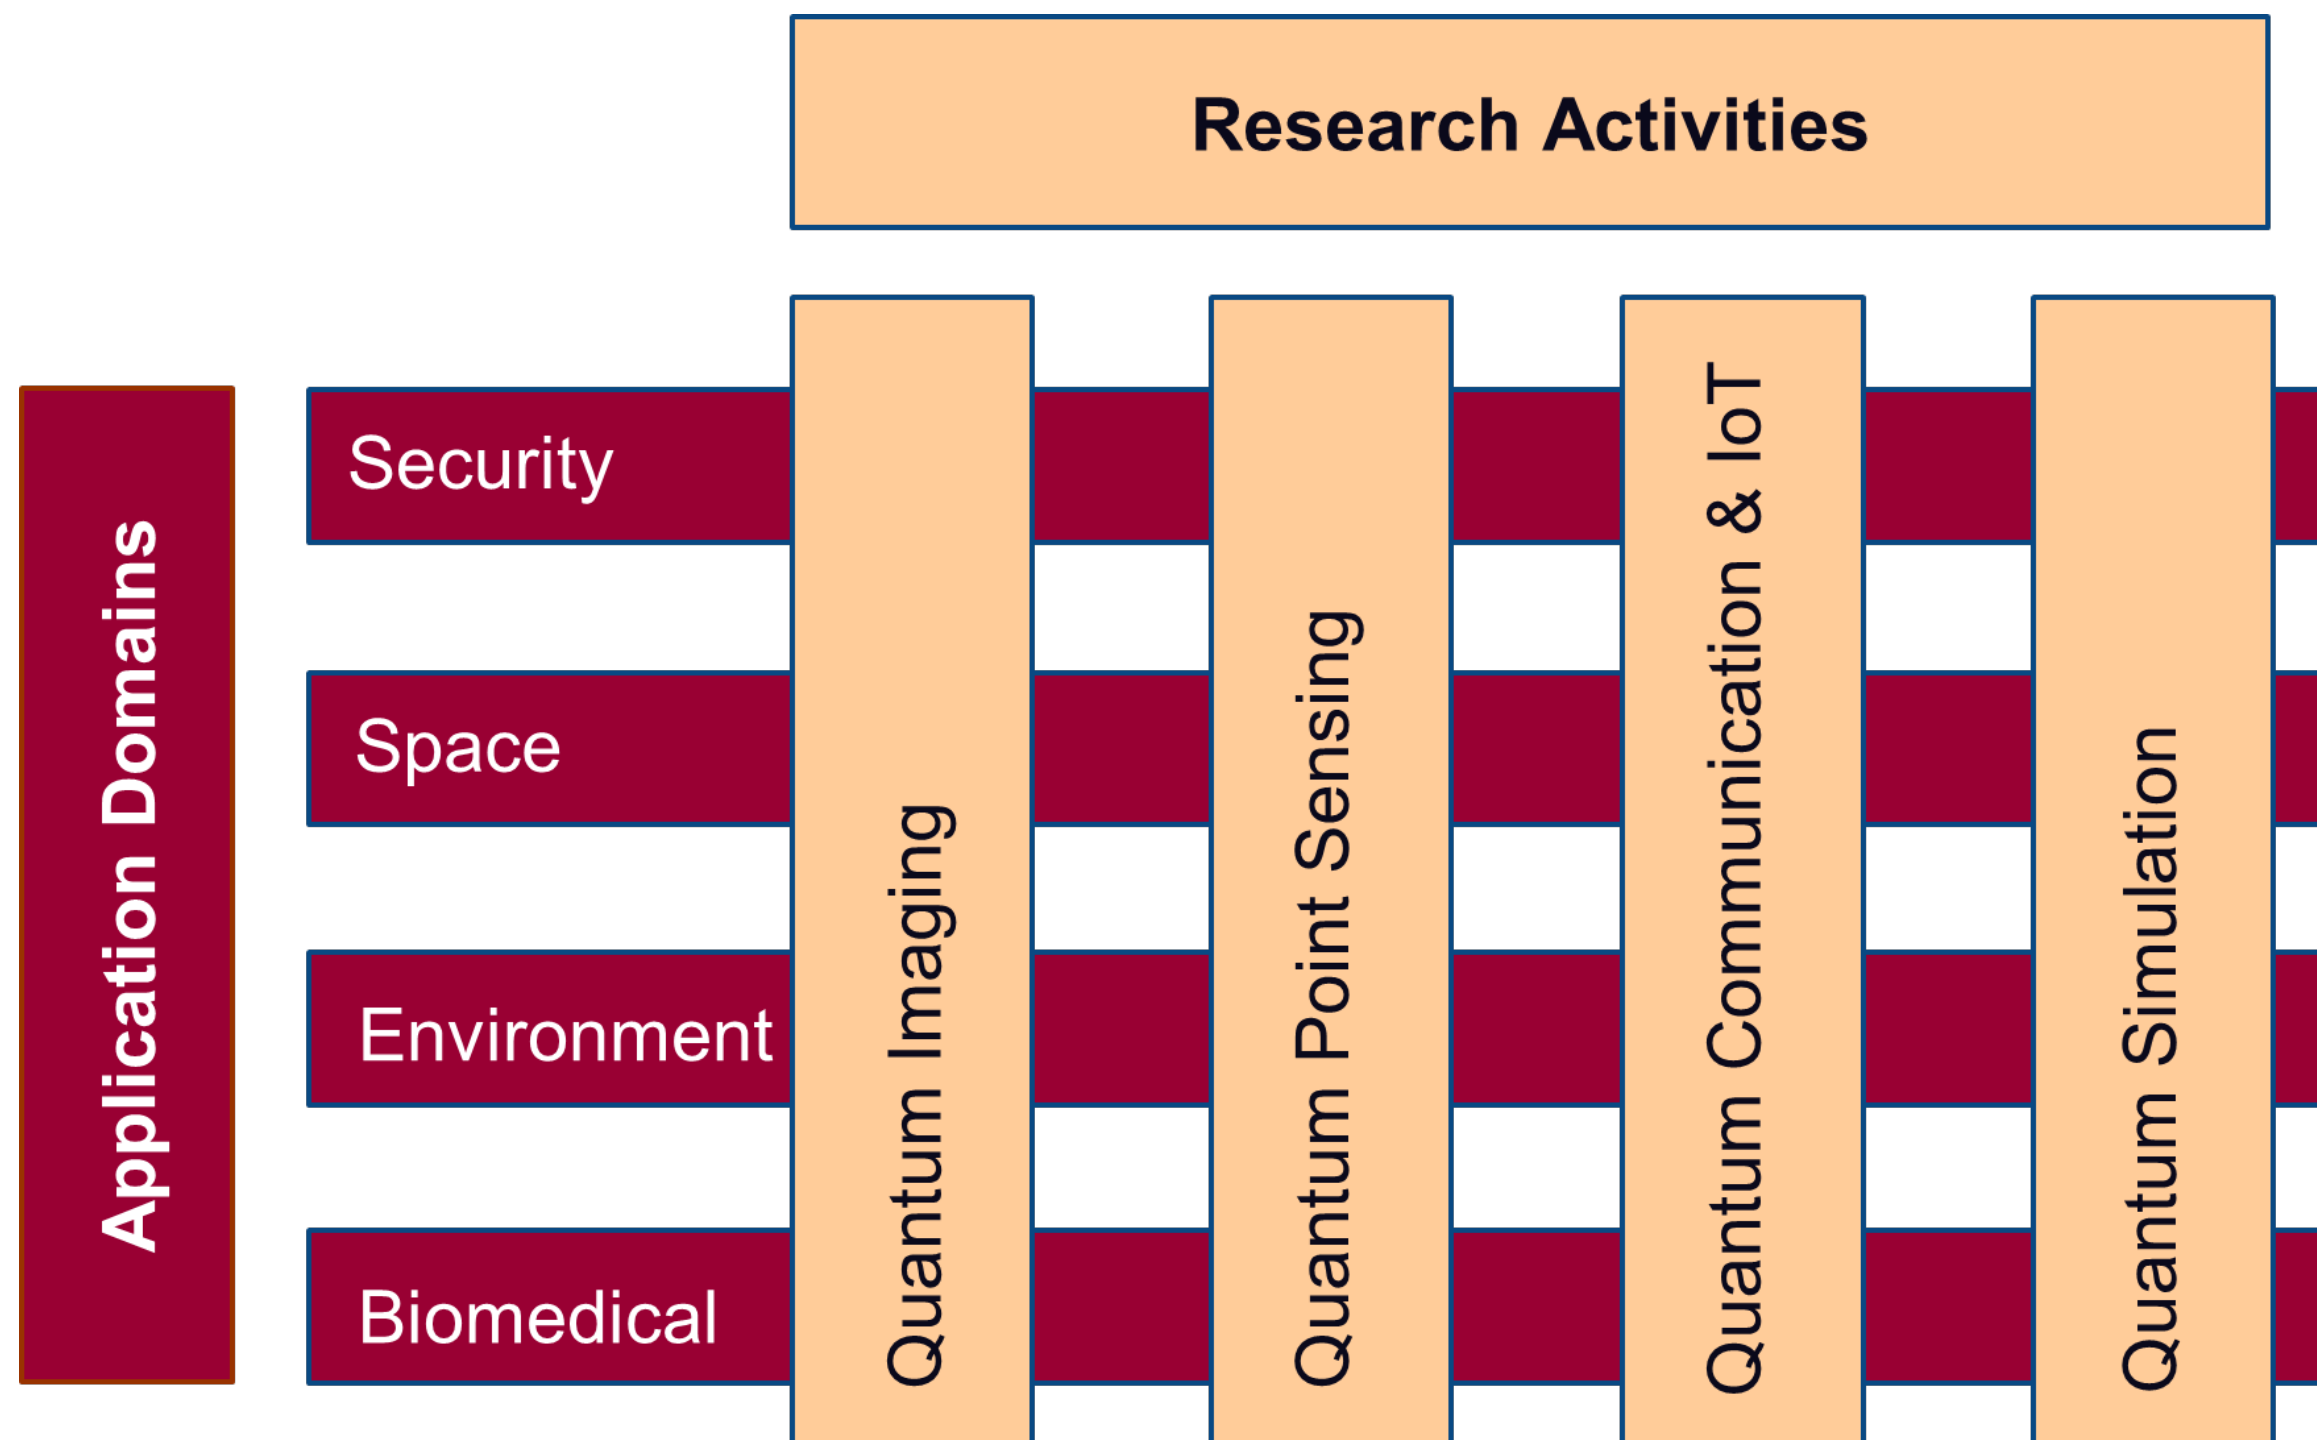 Research Activities
Application Domains
Security
Space
Environment
Biomedical
Quantum Imaging
Quantum Point Sensing
Quantum Communication & IoT
Quantum Simulation